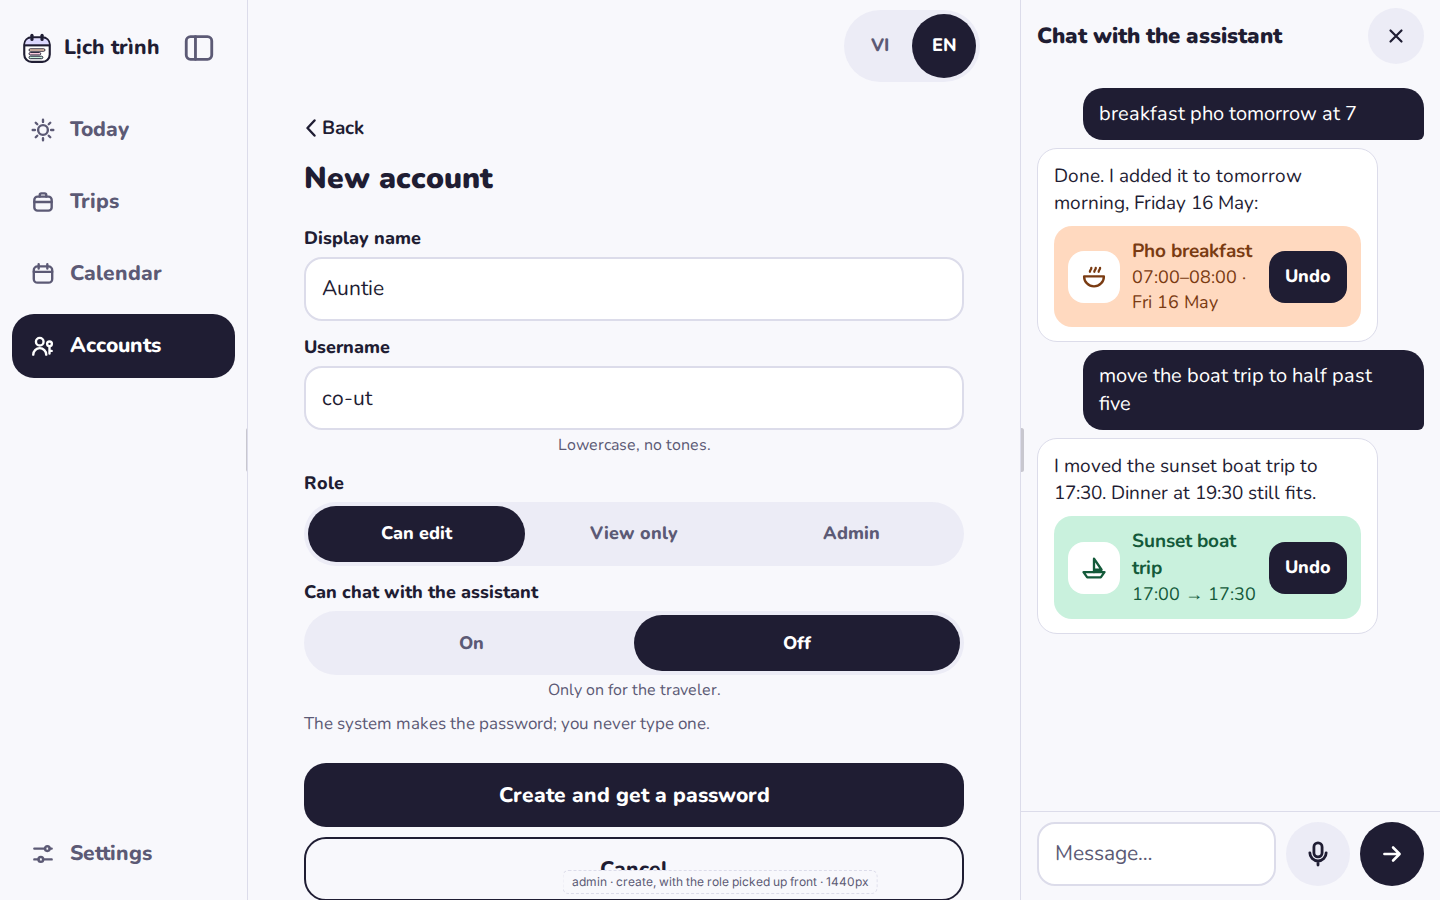 Lịch trình
Today
Trips
Calendar
Accounts
Settings
VI
EN
Back
New account
Display name
Auntie
Username
co-ut
Lowercase, no tones.
Role
Can edit
View only
Admin
Can chat with the assistant
On
Off
Only on for the traveler.
The system makes the password; you never type one.
Create and get a password
Cancel
admin · create, with the role picked up front · 1440px
Chat with the assistant
breakfast pho tomorrow at 7
Done. I added it to tomorrow
morning, Friday 16 May:
Pho breakfast
07:00–08:00 ·
Fri 16 May
Undo
move the boat trip to half past
five
I moved the sunset boat trip to
17:30. Dinner at 19:30 still fits.
Sunset boat
trip
17:00 → 17:30
Undo
Message...